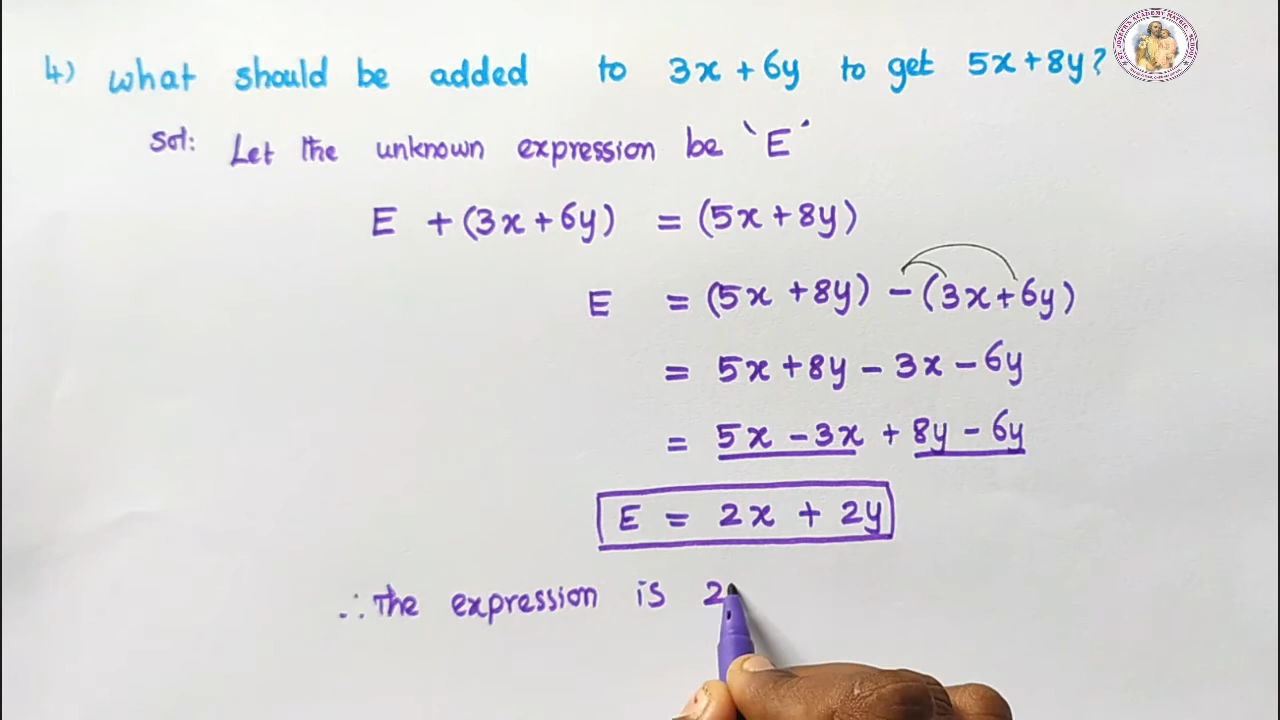 4) What should be added to 3x + 6y to get 5x + 8y?
Sol: Let the unknown expression be 'E'
E + (3x + 6y) = (5x + 8y)
E = (5x + 8y) - (3x + 6y)
= 5x + 8y - 3x - 6y
= 5x - 3x + 8y - 6y
E = 2x + 2y
∴ The expression is 2